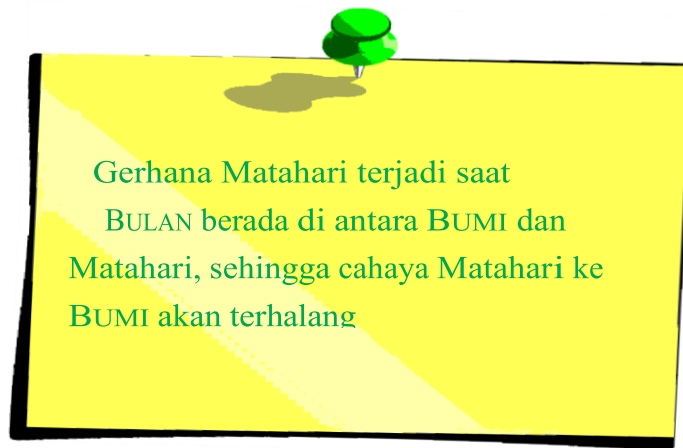 Gerhana Matahari terjadi saat
BULAN berada di antara BUMI dan
Matahari, sehingga cahaya Matahari ke
BUMI akan terhalang